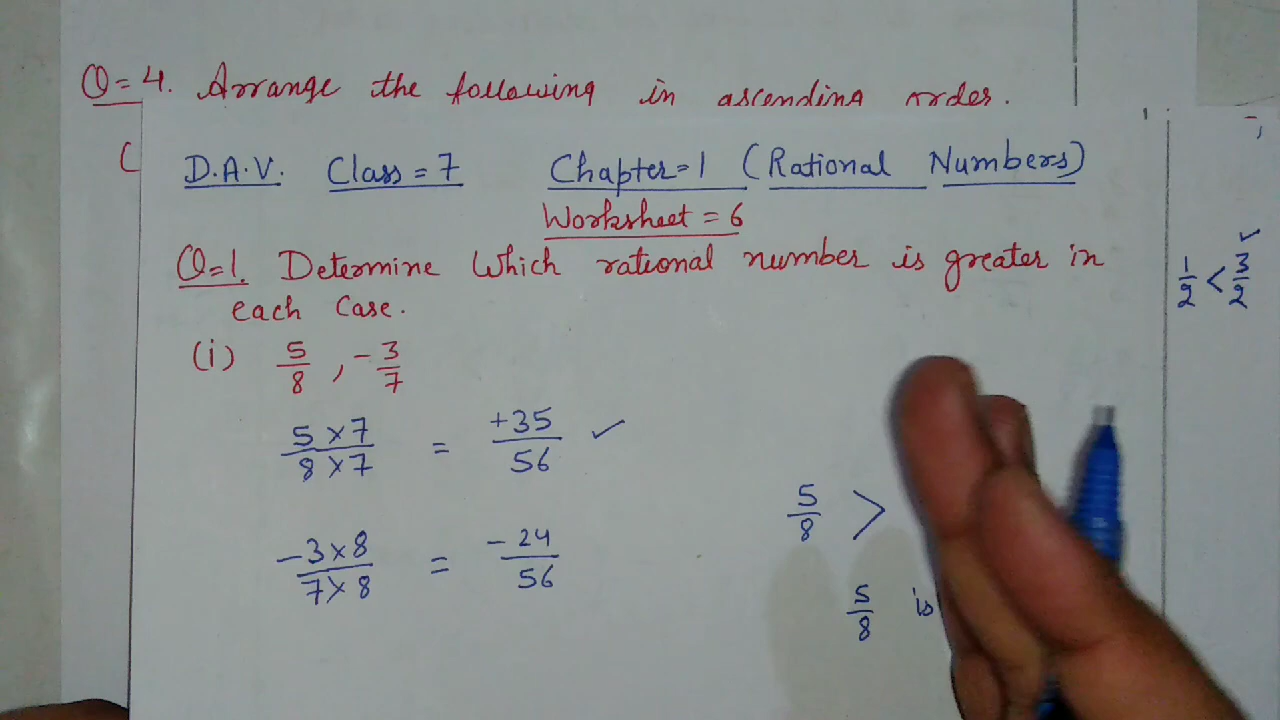 Q=4. Arrange the following in ascending order.
(
D.A.V. Class=7 Chapter=1 (Rational Numbers)
Worksheet = 6
Q=1. Determine Which rational number is greater in
each Case.
(i) 5/8 , -3/7
5×7/8×7 = +35/56 ✓
-3×8/7×8 = -24/56
5/8 >
5/8 is
1/2 < 3/2 ✓